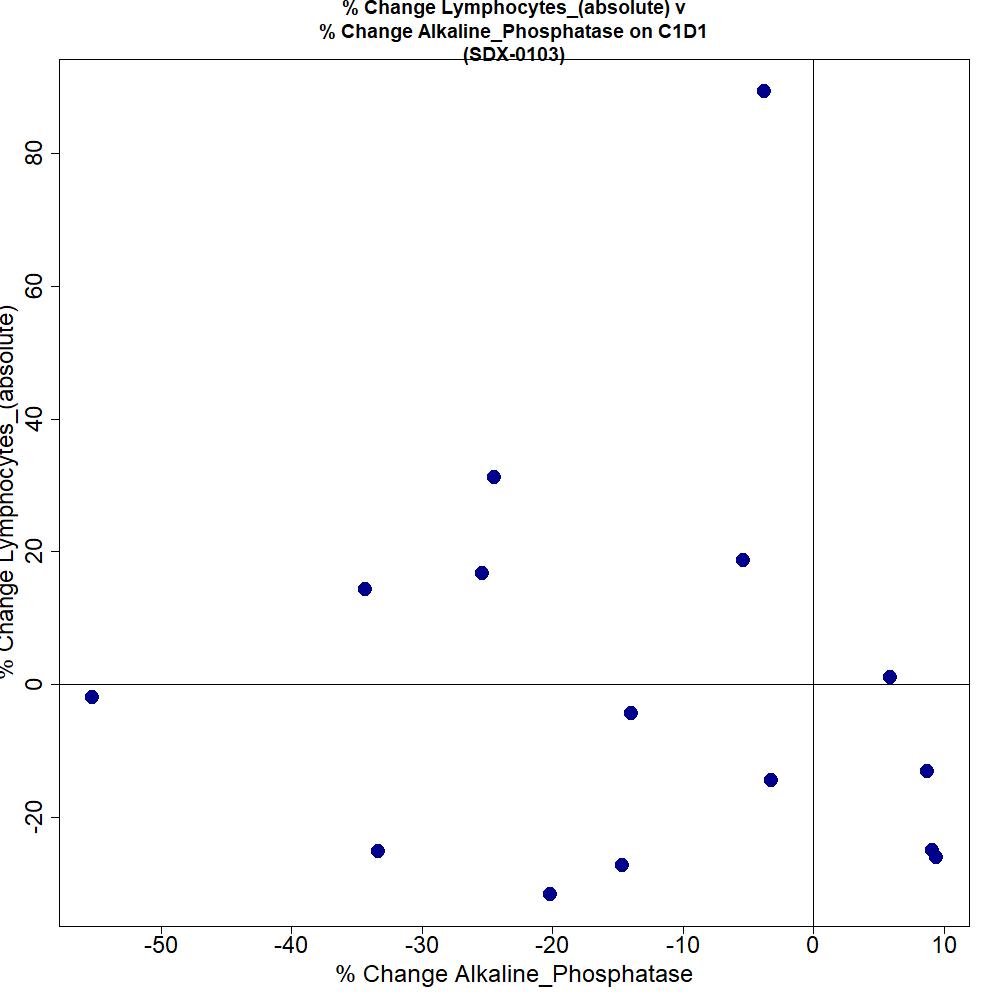 % Change Lymphocytes_(absolute) v
% Change Alkaline_Phosphatase on C1D1
(SDX-0103)
% Change Lymphocytes_(absolute)
80
60
40
20
0
-20
-50 -40 -30 -20 -10 0 10
% Change Alkaline_Phosphatase